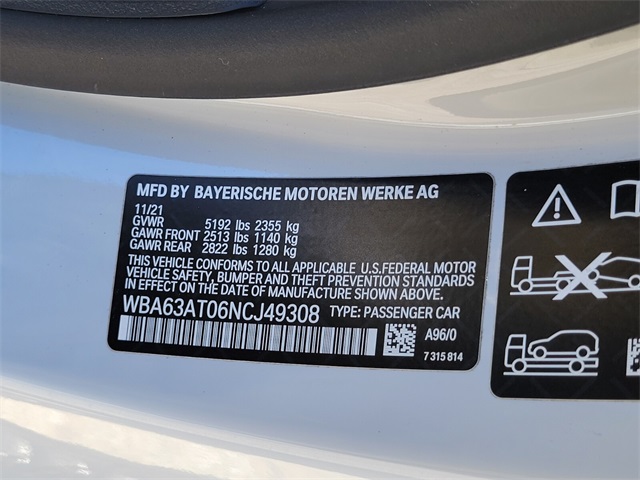 MFD BY BAYERISCHE MOTOREN WERKE AG
11/21
GVWR 5192 lbs 2355 kg
GAWR FRONT 2513 lbs 1140 kg
GAWR REAR 2822 lbs 1280 kg
THIS VEHICLE CONFORMS TO ALL APPLICABLE U.S.FEDERAL MOTOR
VEHICLE SAFETY, BUMPER AND THEFT PREVENTION STANDARDS IN
EFFECT ON THE DATE OF MANUFACTURE SHOWN ABOVE.
WBA63AT06NCJ49308 TYPE: PASSENGER CAR
A96/0
7 315 814